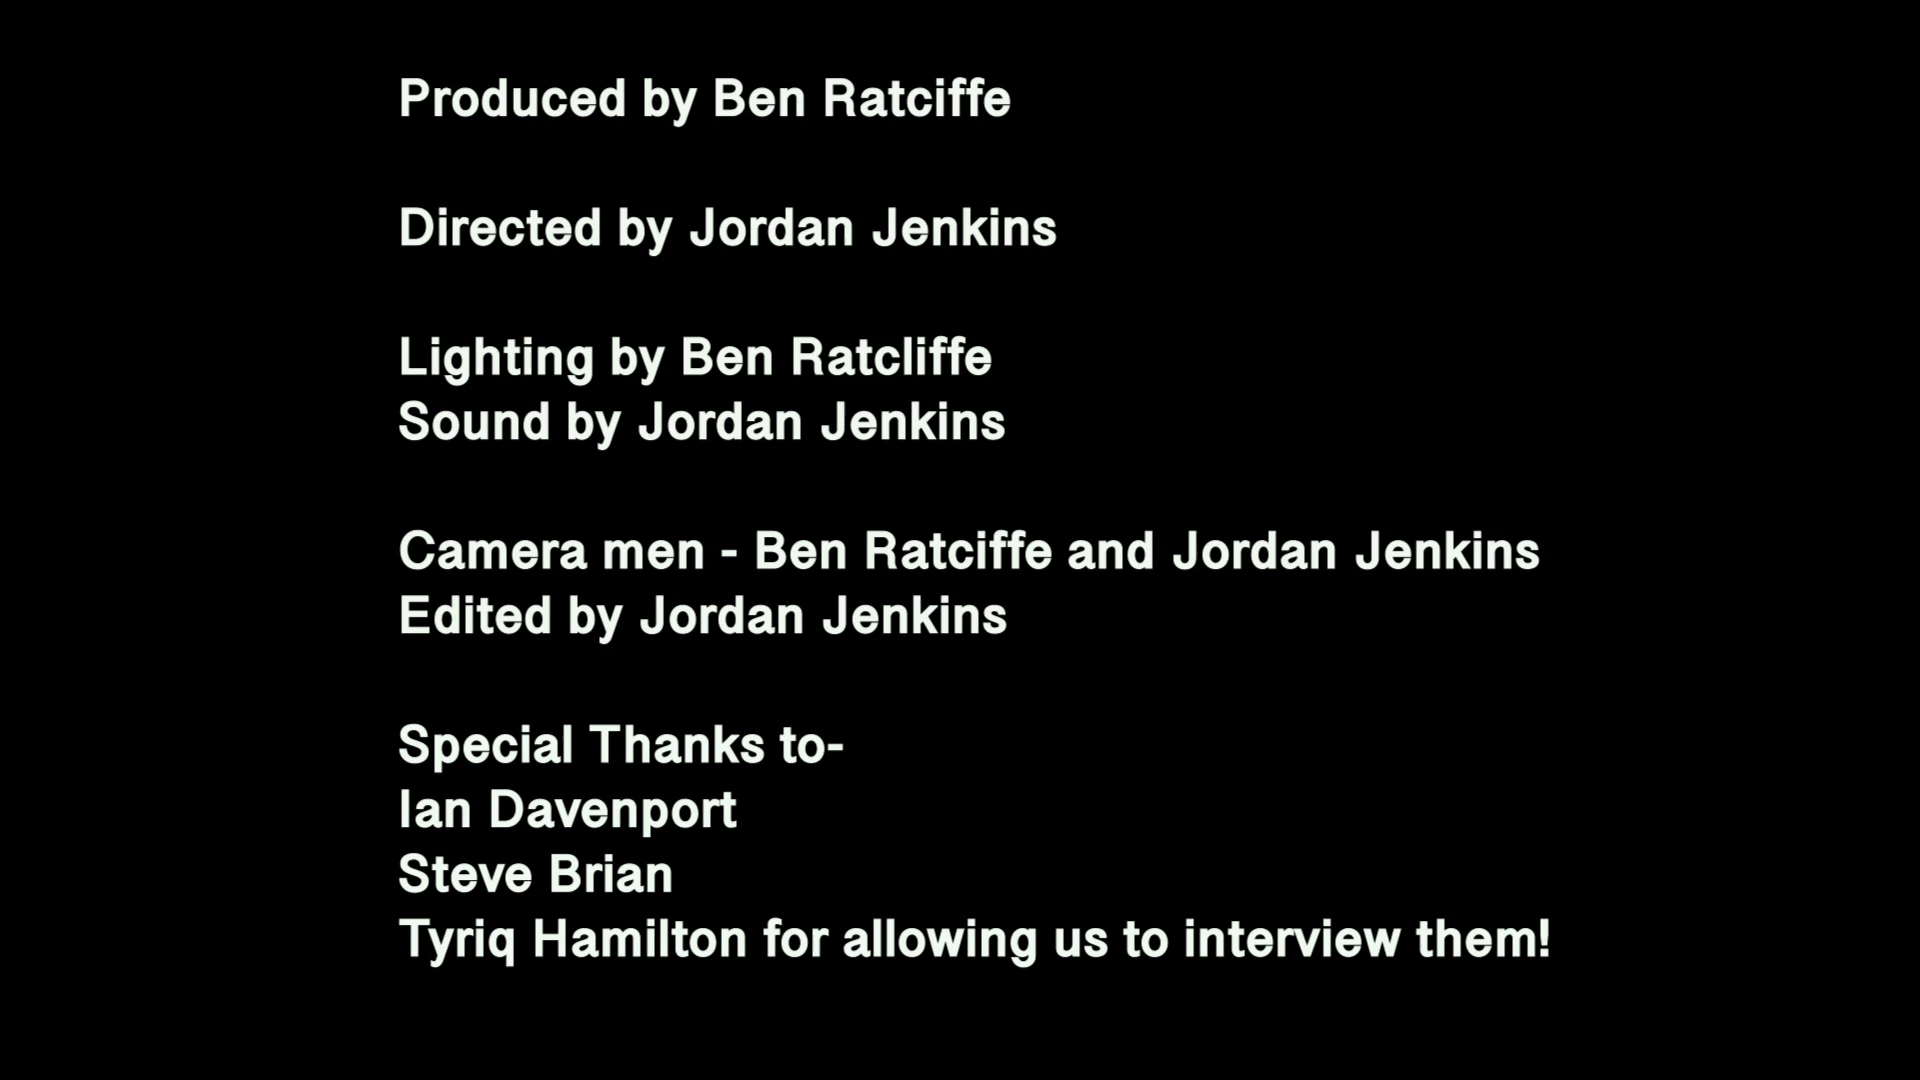 Produced by Ben Ratciffe
Directed by Jordan Jenkins
Lighting by Ben Ratcliffe
Sound by Jordan Jenkins
Camera men - Ben Ratciffe and Jordan Jenkins
Edited by Jordan Jenkins
Special Thanks to-
Ian Davenport
Steve Brian
Tyriq Hamilton for allowing us to interview them!